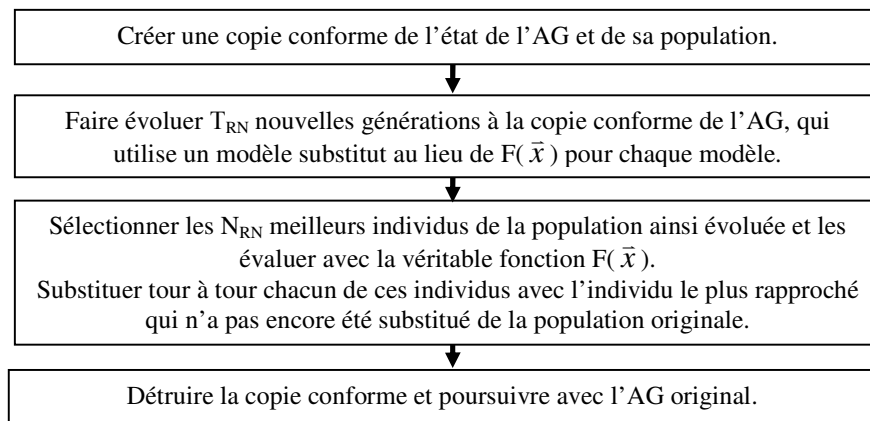 Créer une copie conforme de l'état de l'AG et de sa population.
Faire évoluer T_RN nouvelles générations à la copie conforme de l'AG, qui
utilise un modèle substitut au lieu de F( x⃗ ) pour chaque modèle.
Sélectionner les N_RN meilleurs individus de la population ainsi évoluée et les
évaluer avec la véritable fonction F( x⃗ ).
Substituer tour à tour chacun de ces individus avec l'individu le plus rapproché
qui n'a pas encore été substitué de la population originale.
Détruire la copie conforme et poursuivre avec l'AG original.